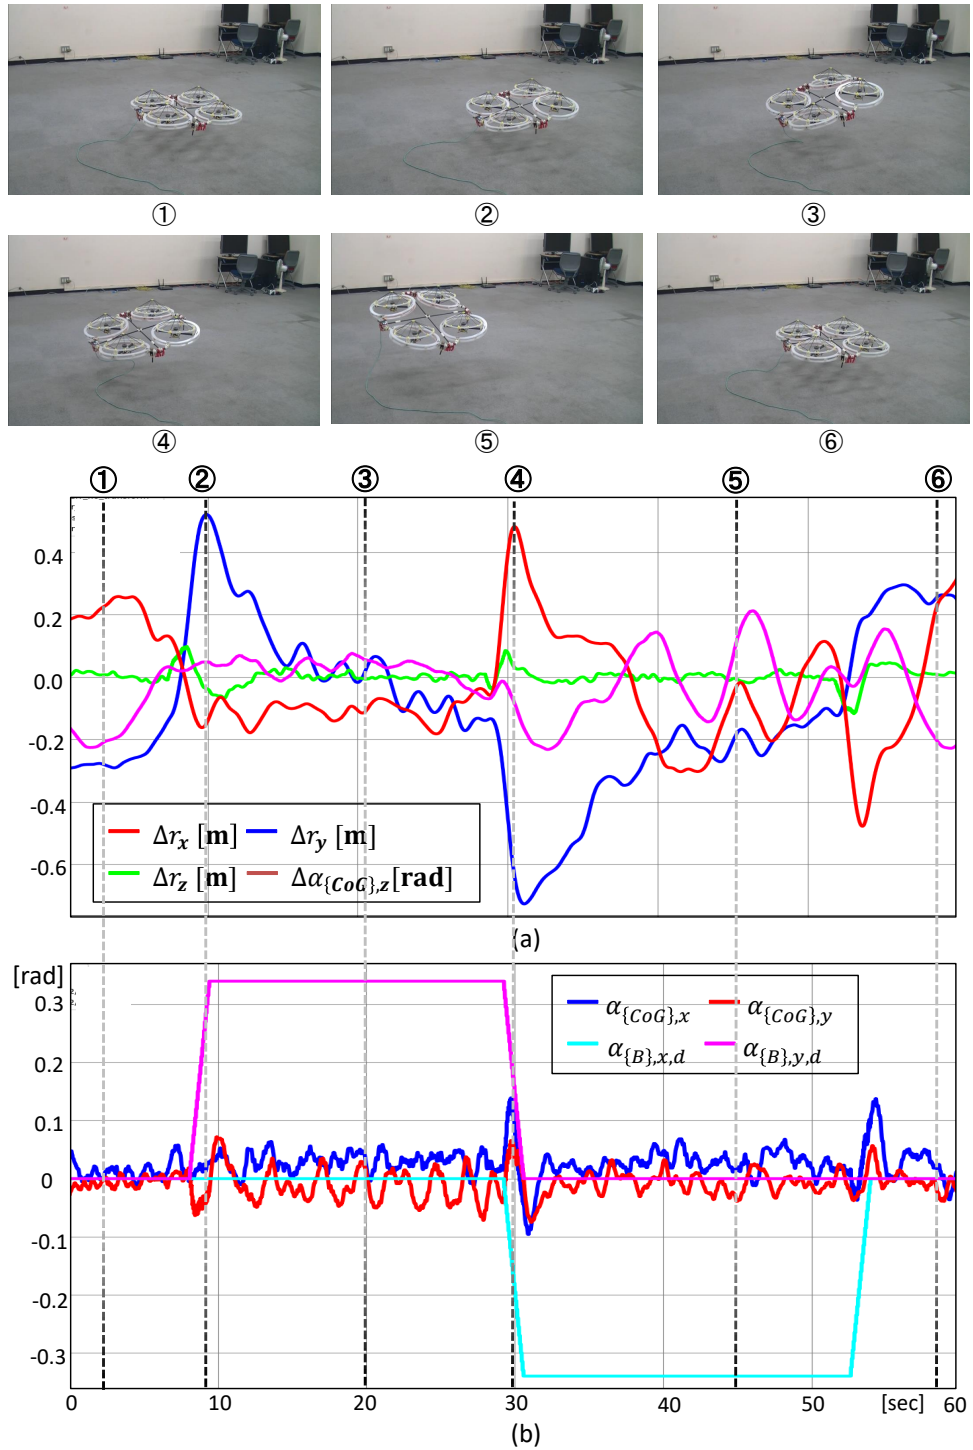 ① ② ③
④ ⑤ ⑥
① ② ③ ④ ⑤ ⑥
0.4
0.2
0.0
-0.2
-0.4
-0.6
Δr_x [m] Δr_y [m]
Δr_z [m] Δα_{CoG},z [rad]
(a)
[rad]
0.3
0.2
0.1
0
-0.1
-0.2
-0.3
α_{CoG},x α_{CoG},y
α_{B},x,d α_{B},y,d
0 10 20 30 40 50 [sec] 60
(b)